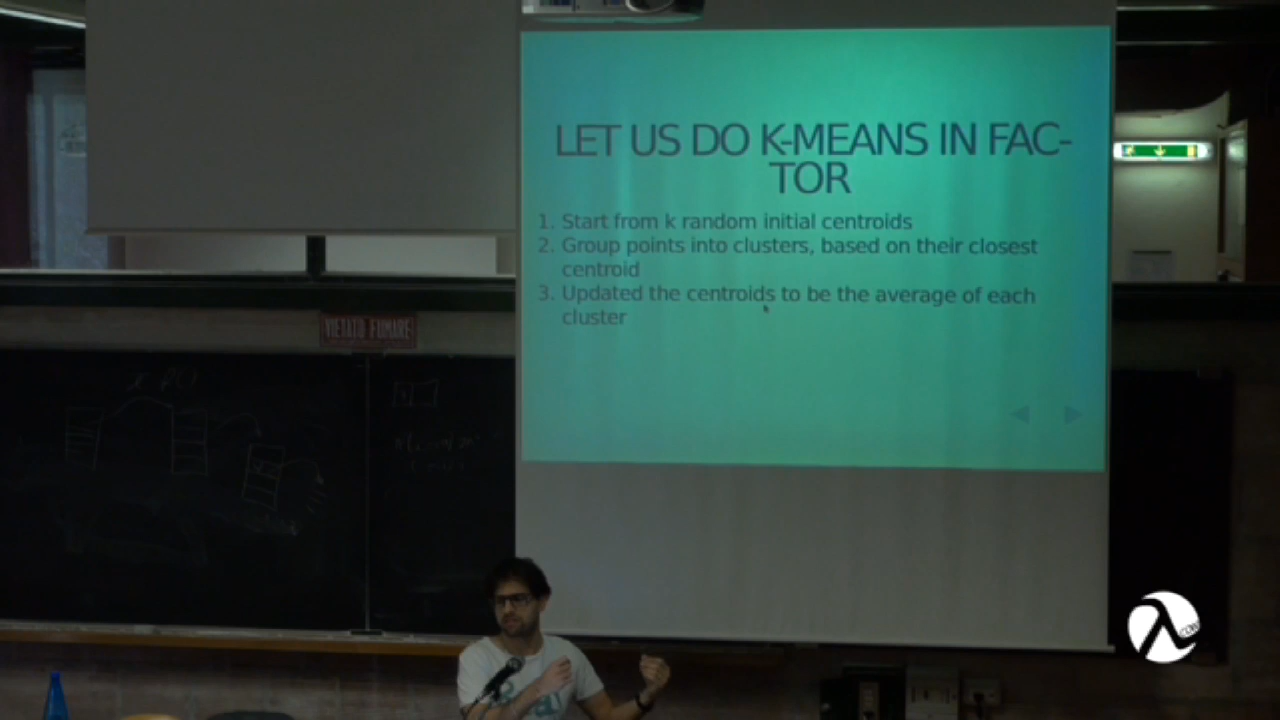 LET US DO K-MEANS IN FAC-
TOR
1. Start from k random initial centroids
2. Group points into clusters, based on their closest
centroid
3. Updated the centroids to be the average of each
cluster
VIETATO FUMARE
λ